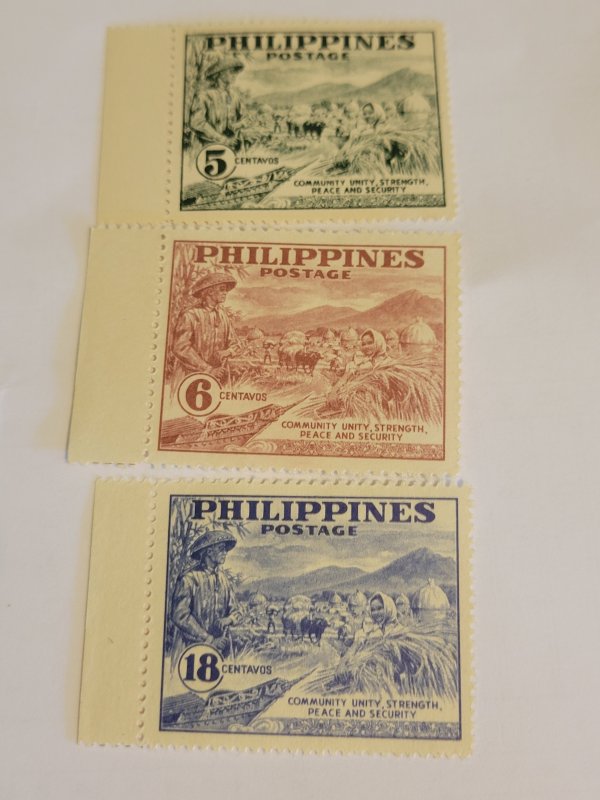 PHILIPPINES
POSTAGE
5 CENTAVOS
COMMUNITY UNITY, STRENGTH,
PEACE AND SECURITY
PHILIPPINES
POSTAGE
6 CENTAVOS
COMMUNITY UNITY, STRENGTH,
PEACE AND SECURITY
PHILIPPINES
POSTAGE
18 CENTAVOS
COMMUNITY UNITY, STRENGTH,
PEACE AND SECURITY